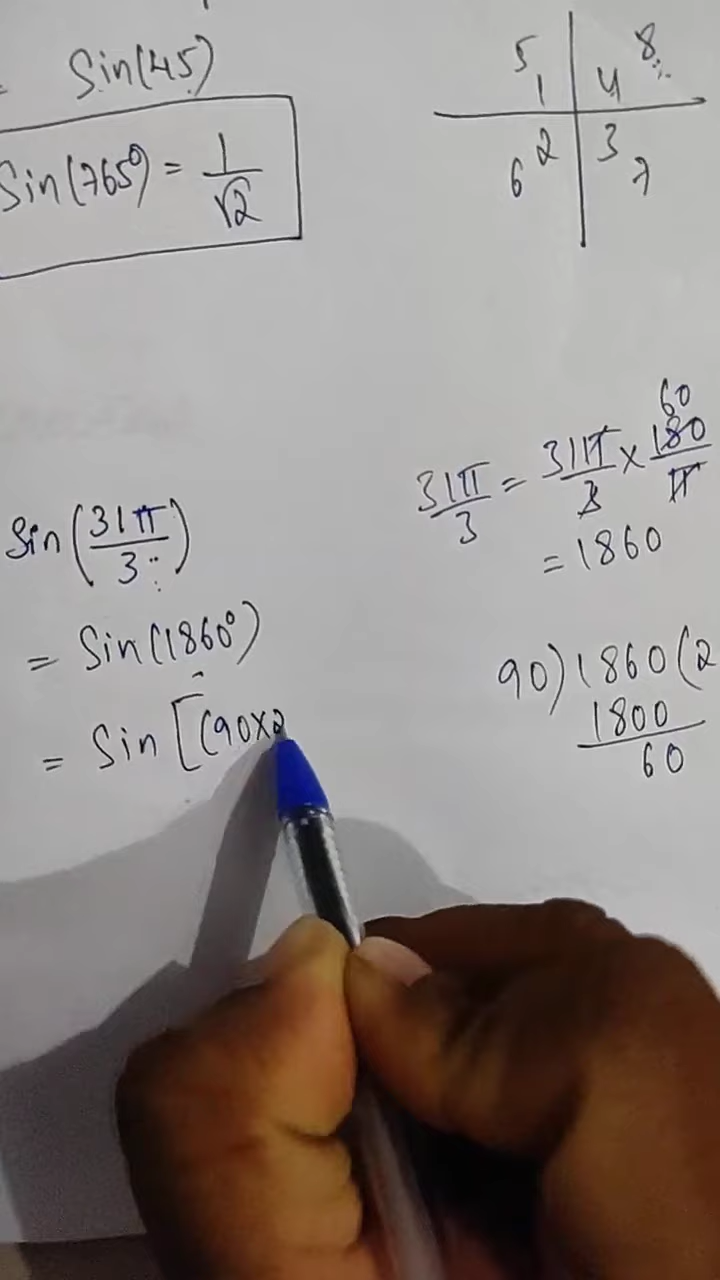 = Sin(45)
Sin(765°) = 1/√2
5 1 | 4 8
6 2 | 3 7
31π/3 = 31π/3 × 180/π 60
= 1860
Sin(31π/3)
= Sin(1860°)
= Sin [(90×2
90)1860(2
1800
60